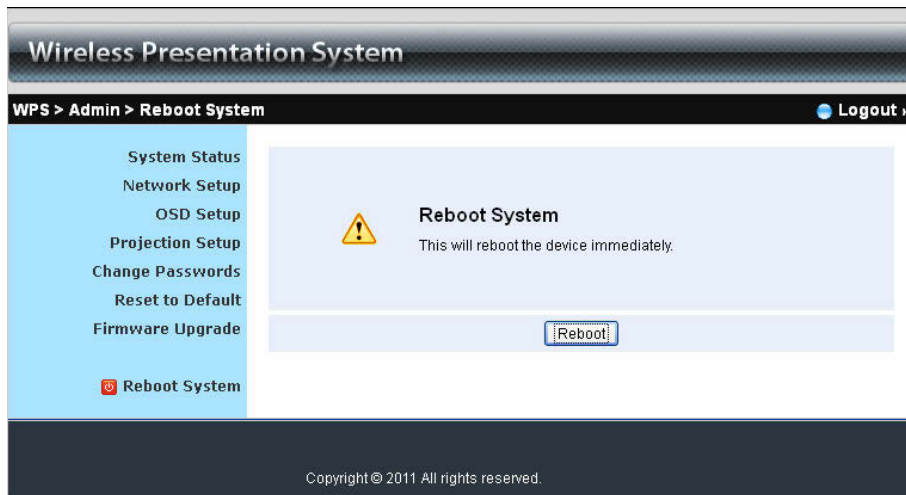 Wireless Presentation System
WPS > Admin > Reboot System
Logout
System Status
Network Setup
OSD Setup
Projection Setup
Change Passwords
Reset to Default
Firmware Upgrade
Reboot System
Reboot System
This will reboot the device immediately.
Reboot
Copyright © 2011 All rights reserved.